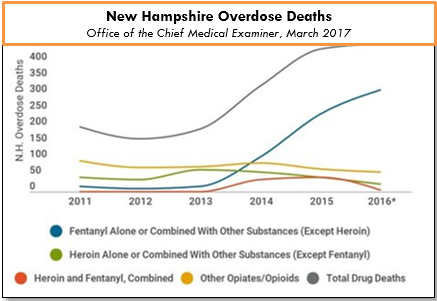 New Hampshire Overdose Deaths
Office of the Chief Medical Examiner, March 2017
N.H. Overdose Deaths
400
350
300
250
200
150
100
50
0
2011 2012 2013 2014 2015 2016*
Fentanyl Alone or Combined With Other Substances (Except Heroin)
Heroin Alone or Combined With Other Substances (Except Fentanyl)
Heroin and Fentanyl, Combined Other Opiates/Opioids Total Drug Deaths